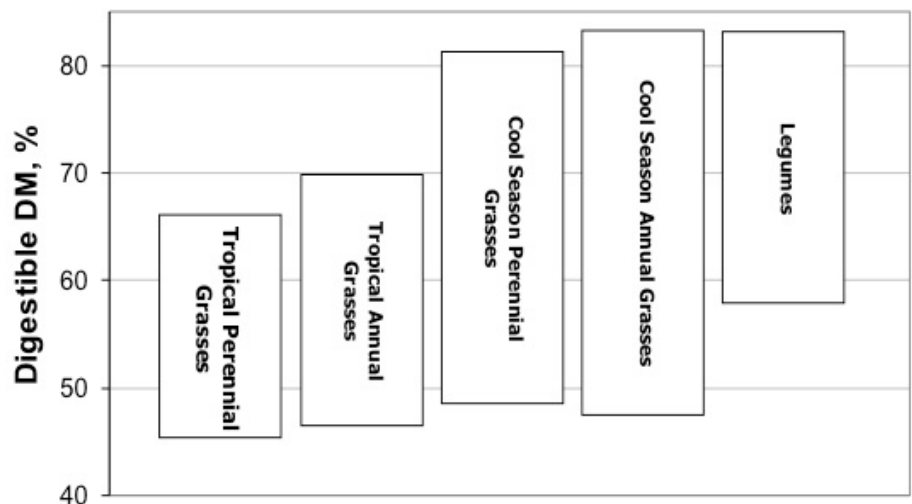 Digestible DM, %
80
70
60
50
40
Tropical Perennial
Grasses
Tropical Annual
Grasses
Cool Season Perennial
Grasses
Cool Season Annual Grasses
Legumes